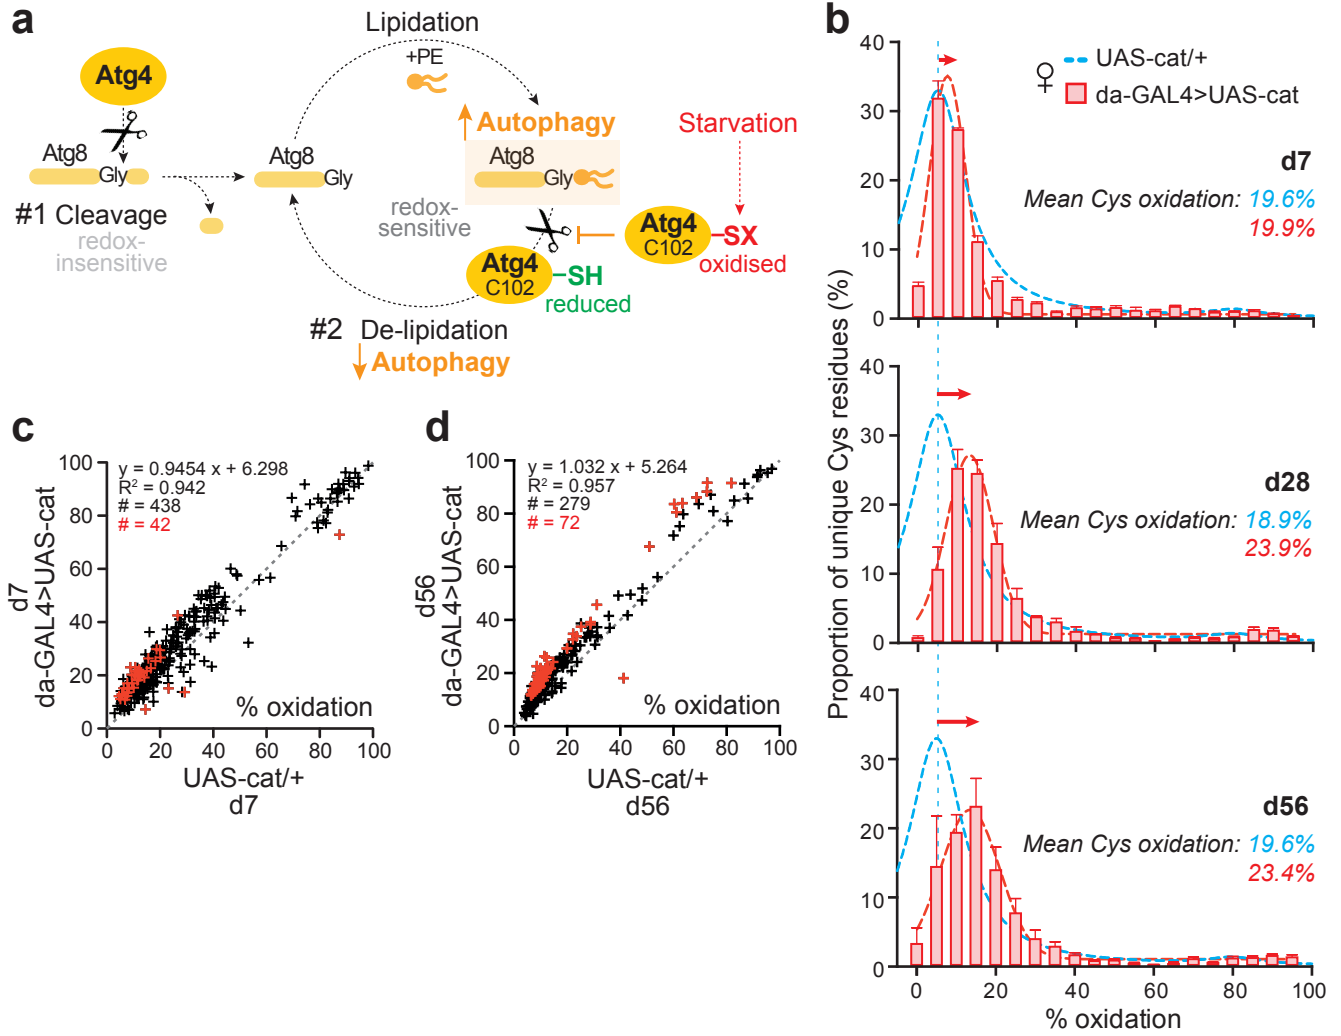 a
Lipidation
+PE
Atg4
Autophagy
Starvation
Atg8
Gly
#1 Cleavage
redox-
insensitive
Atg8
Gly
Atg8
Gly
redox-
sensitive
Atg4
C102
-SH
reduced
Atg4
C102
-SX
oxidised
#2 De-lipidation
Autophagy
b
UAS-cat/+
♀
da-GAL4>UAS-cat
Proportion of unique Cys residues (%)
40
30
20
10
0
d7
Mean Cys oxidation: 19.6%
19.9%
40
30
20
10
0
d28
Mean Cys oxidation: 18.9%
23.9%
40
30
20
10
0
d56
Mean Cys oxidation: 19.6%
23.4%
0 20 40 60 80 100
% oxidation
c
d7
da-GAL4>UAS-cat
100
80
60
40
20
0
y = 0.9454 x + 6.298
R² = 0.942
# = 438
# = 42
% oxidation
0 20 40 60 80 100
UAS-cat/+
d7
d
d56
da-GAL4>UAS-cat
100
80
60
40
20
0
y = 1.032 x + 5.264
R² = 0.957
# = 279
# = 72
% oxidation
0 20 40 60 80 100
UAS-cat/+
d56